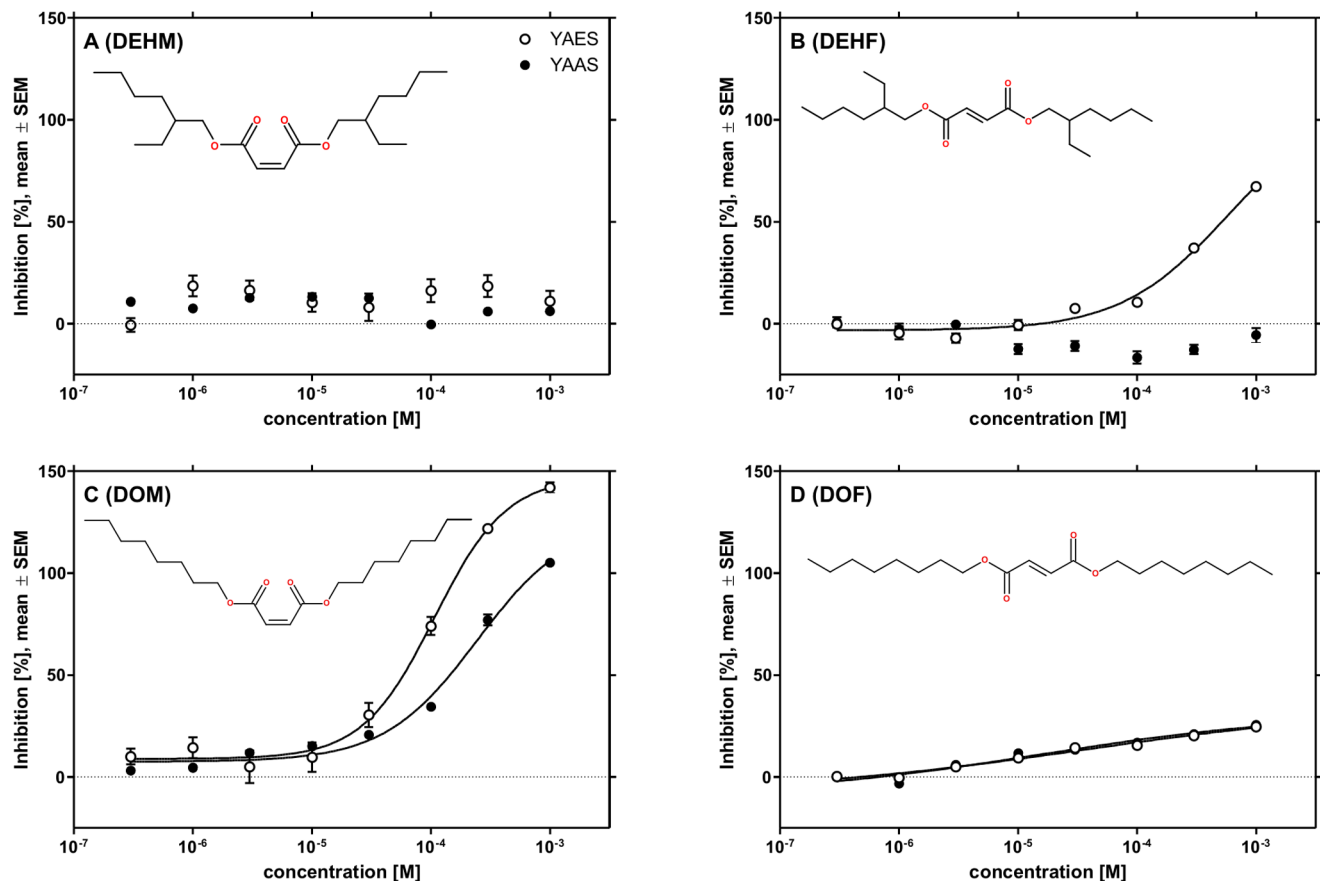 A (DEHM)
YAES
YAAS
Inhibition [%], mean ± SEM
150
100
50
0
O O O O
10⁻⁷ 10⁻⁶ 10⁻⁵ 10⁻⁴ 10⁻³
concentration [M]
B (DEHF)
Inhibition [%], mean ± SEM
150
100
50
0
O O O O
10⁻⁷ 10⁻⁶ 10⁻⁵ 10⁻⁴ 10⁻³
concentration [M]
C (DOM)
Inhibition [%], mean ± SEM
150
100
50
0
O O O O
10⁻⁷ 10⁻⁶ 10⁻⁵ 10⁻⁴ 10⁻³
concentration [M]
D (DOF)
Inhibition [%], mean ± SEM
150
100
50
0
O O O O
10⁻⁷ 10⁻⁶ 10⁻⁵ 10⁻⁴ 10⁻³
concentration [M]